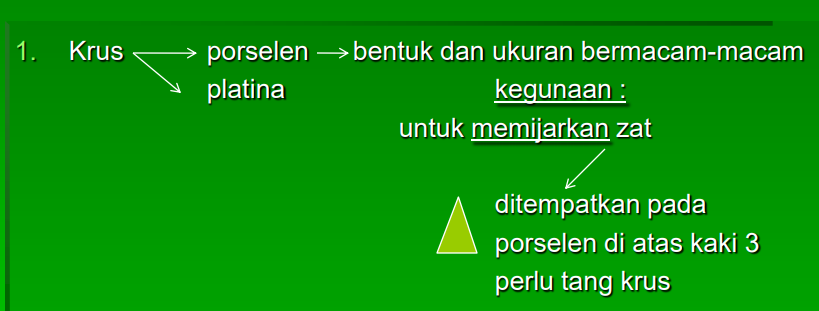 1. Krus porselen bentuk dan ukuran bermacam-macam
platina kegunaan :
untuk memijarkan zat
ditempatkan pada
porselen di atas kaki 3
perlu tang krus